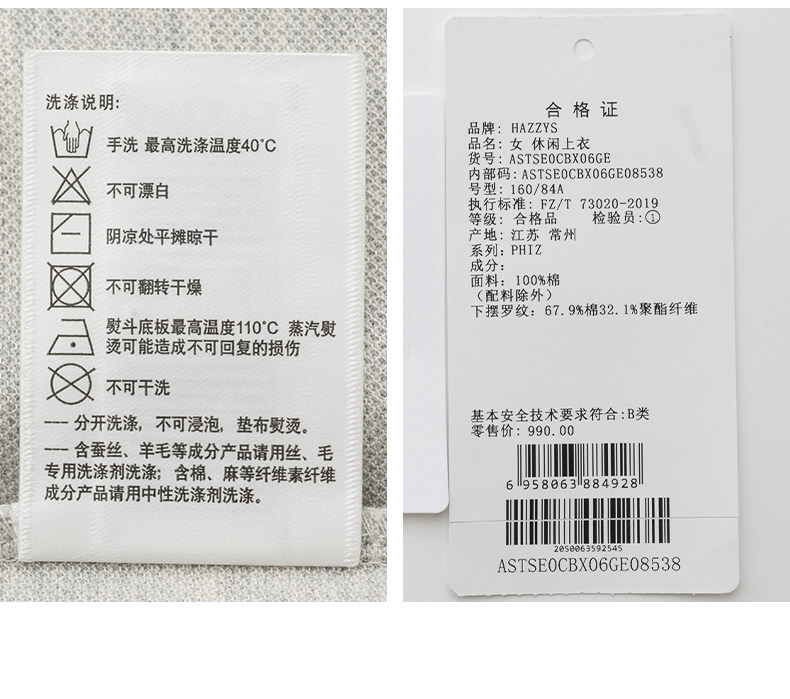 洗涤说明:
手洗 最高洗涤温度40°C
不可漂白
阴凉处平摊晾干
不可翻转干燥
熨斗底板最高温度110°C 蒸汽熨
烫可能造成不可回复的损伤
不可干洗
--- 分开洗涤, 不可浸泡, 垫布熨烫。
--- 含蚕丝、羊毛等成分产品请用丝、毛
专用洗涤剂洗涤; 含棉、麻等纤维素纤维
成分产品请用中性洗涤剂洗涤。
合格证
品牌: HAZZYS
品名: 女 休闲上衣
货号: ASTSE0CBX06GE
内部码: ASTSE0CBX06GE08538
号型: 160/84A
执行标准: FZ/T 73020-2019
等级: 合格品 检验员:①
产地: 江苏 常州
系列: PHIZ
成分:
面料: 100%棉
(配料除外)
下摆罗纹: 67.9%棉32.1%聚酯纤维
基本安全技术要求符合:B类
零售价: 990.00
6 958063 884928
2050063592545
ASTSE0CBX06GE08538